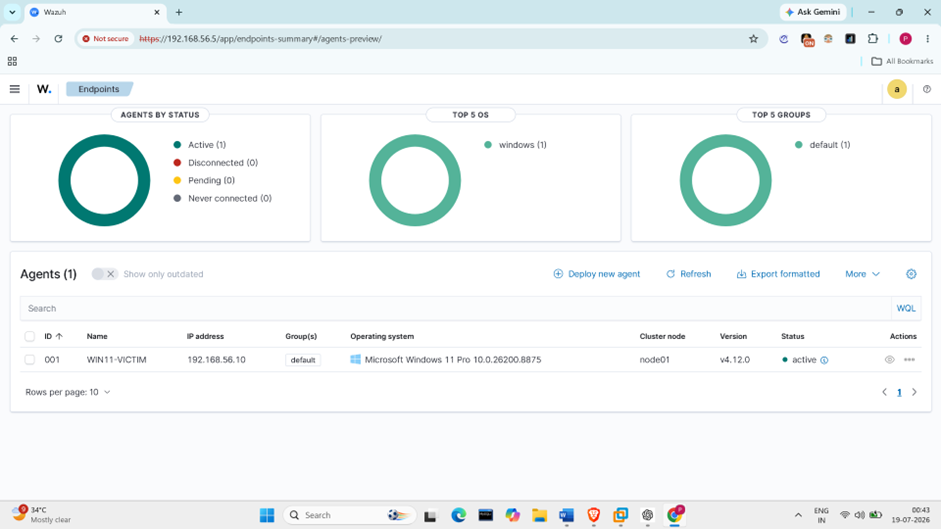 Wazuh
Ask Gemini
Not secure https://192.168.56.5/app/endpoints-summary#/agents-preview/
ON
P
All Bookmarks
W. Endpoints
a
AGENTS BY STATUS
Active (1)
Disconnected (0)
Pending (0)
Never connected (0)
TOP 5 OS
windows (1)
TOP 5 GROUPS
default (1)
Agents (1) Show only outdated Deploy new agent Refresh Export formatted More
Search WQL
ID Name IP address Group(s) Operating system Cluster node Version Status Actions
001 WIN11-VICTIM 192.168.56.10 default Microsoft Windows 11 Pro 10.0.26200.8875 node01 v4.12.0 active
Rows per page: 10 1
9 34°C
Mostly clear
Search
P
ENG
IN
00:43
19-07-2026